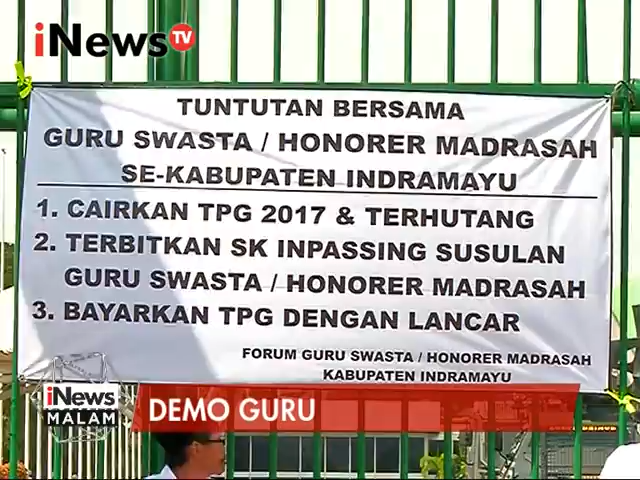 iNews TV
TUNTUTAN BERSAMA
GURU SWASTA / HONORER MADRASAH
SE-KABUPATEN INDRAMAYU
1. CAIRKAN TPG 2017 & TERHUTANG
2. TERBITKAN SK INPASSING SUSULAN
GURU SWASTA / HONORER MADRASAH
3. BAYARKAN TPG DENGAN LANCAR
FORUM GURU SWASTA / HONORER MADRASAH
KABUPATEN INDRAMAYU
iNews
MALAM
DEMO GURU